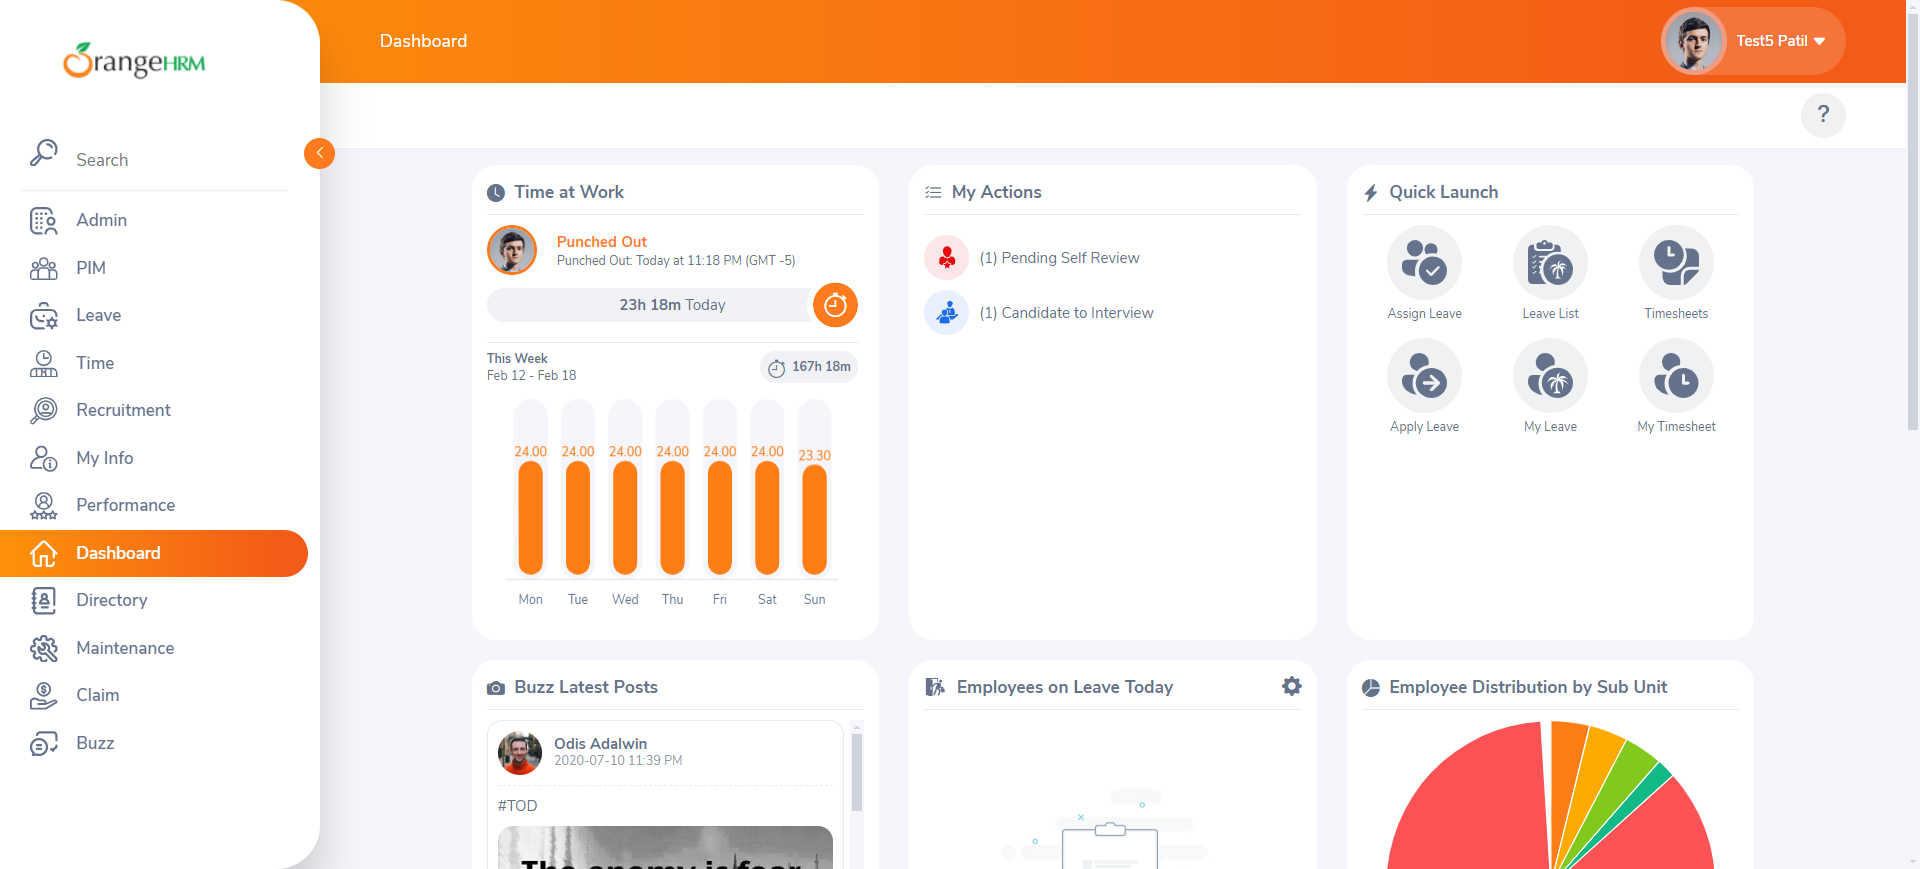 OrangeHRM
Search
Admin
PIM
Leave
Time
Recruitment
My Info
Performance
Dashboard
Directory
Maintenance
Claim
Buzz
Dashboard
Test5 Patil
?
Time at Work
Punched Out
Punched Out: Today at 11:18 PM (GMT -5)
23h 18m Today
This Week
Feb 12 - Feb 18
167h 18m
24.00 24.00 24.00 24.00 24.00 24.00 23.30
Mon Tue Wed Thu Fri Sat Sun
My Actions
(1) Pending Self Review
(1) Candidate to Interview
Quick Launch
Assign Leave Leave List Timesheets
Apply Leave My Leave My Timesheet
Buzz Latest Posts
Odis Adalwin
2020-07-10 11:39 PM
#TOD
The enemy is fear
Employees on Leave Today
Employee Distribution by Sub Unit